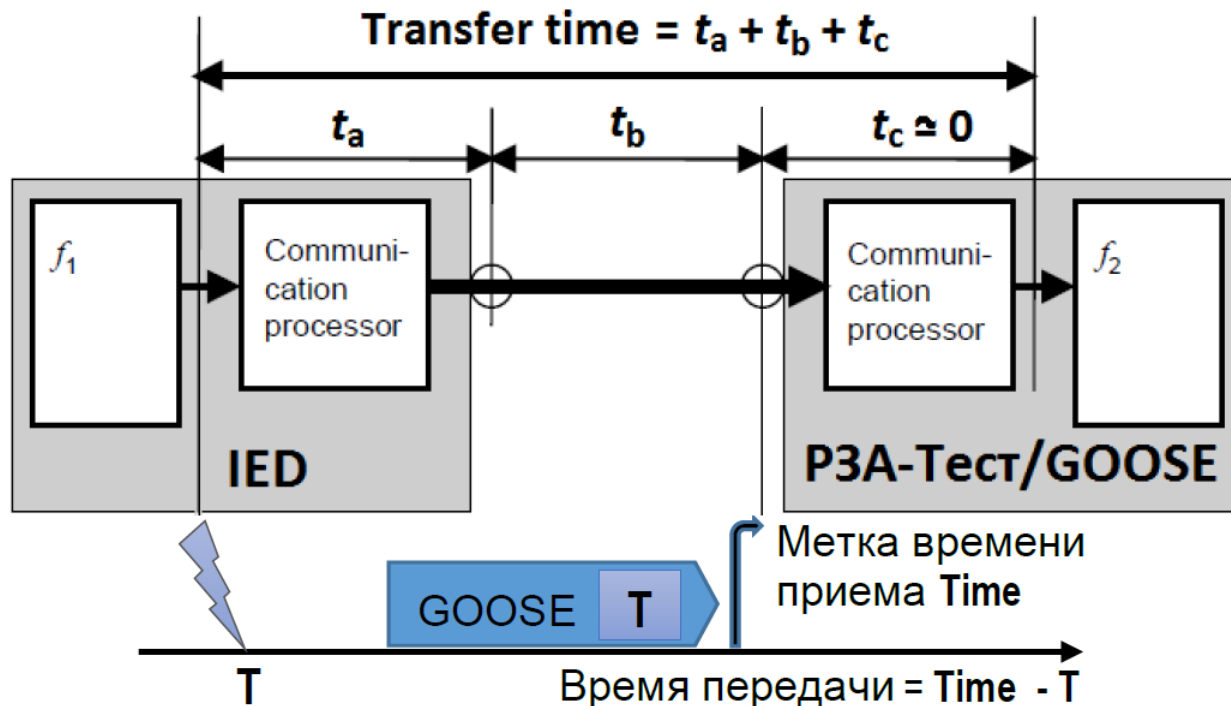 Transfer time = ta + tb + tc
ta
tb
tc ≃ 0
f1
Communi-
cation
processor
Communi-
cation
processor
f2
IED
РЗА-Тест/GOOSE
Метка времени
приема Time
GOOSE T
T
Время передачи = Time - T